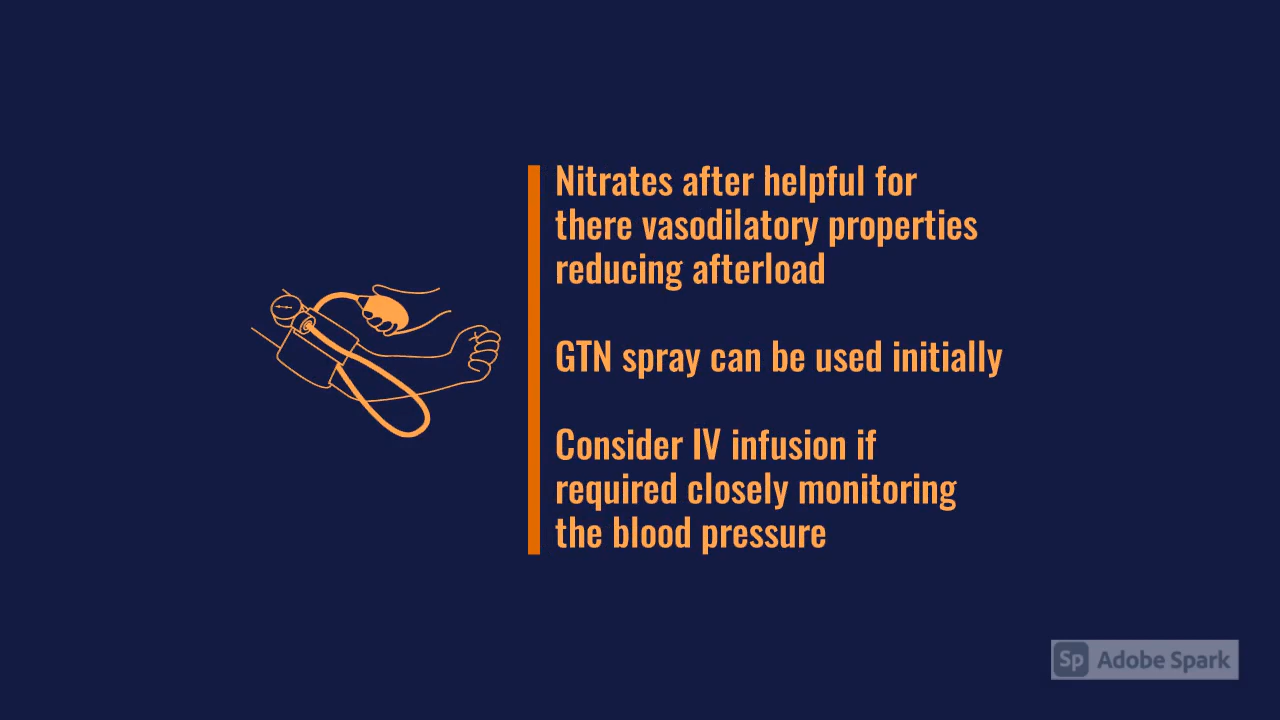 Nitrates after helpful for
there vasodilatory properties
reducing afterload
GTN spray can be used initially
Consider IV infusion if
required closely monitoring
the blood pressure
Sp Adobe Spark